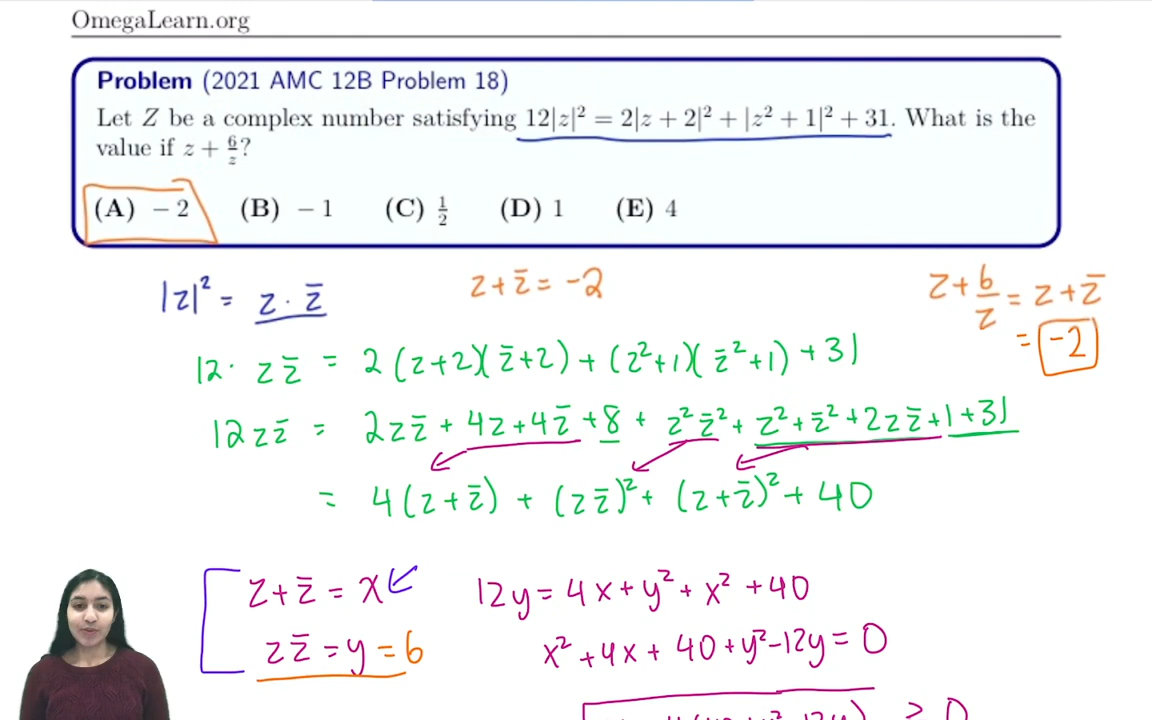 OmegaLearn.org
Problem (2021 AMC 12B Problem 18)
Let Z be a complex number satisfying 12|z|² = 2|z + 2|² + |z² + 1|² + 31. What is the
value if z + 6/z?
(A) − 2 (B) − 1 (C) 1/2 (D) 1 (E) 4
|z|² = z · z̄
z + z̄ = -2
z + 6/z = z + z̄
= -2
12 · z z̄ = 2(z+2)(z̄+2) + (z²+1)(z̄²+1) + 31
12 z z̄ = 2z z̄ + 4z + 4z̄ + 8 + z² z̄² + z² + z̄² + 2z z̄ + 1 + 31
= 4(z + z̄) + (z z̄)² + (z + z̄)² + 40
z + z̄ = x
z z̄ = y = 6
12y = 4x + y² + x² + 40
x² + 4x + 40 + y² - 12y = 0
≥ 0